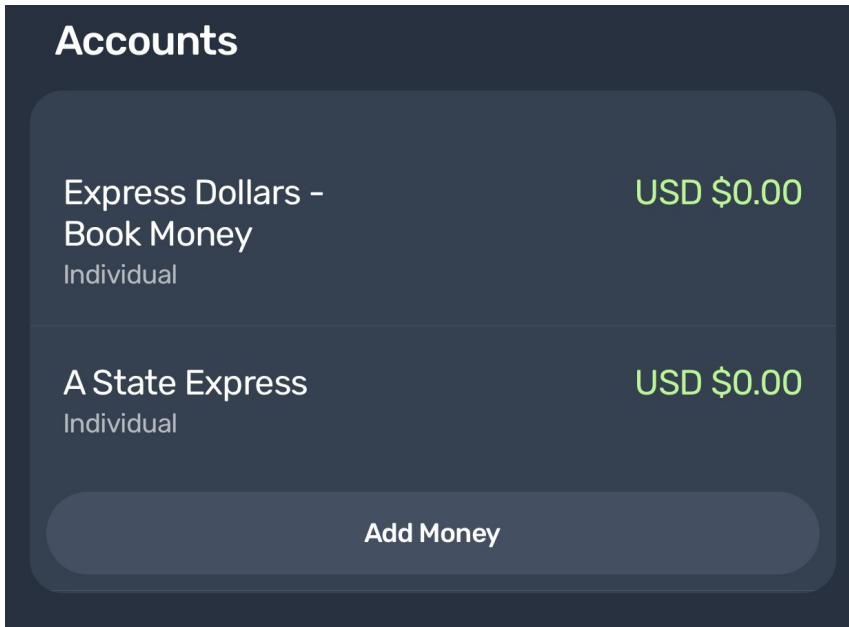 Accounts
Express Dollars -
USD $0.00
Book Money
Individual
A State Express
USD $0.00
Individual
Add Money